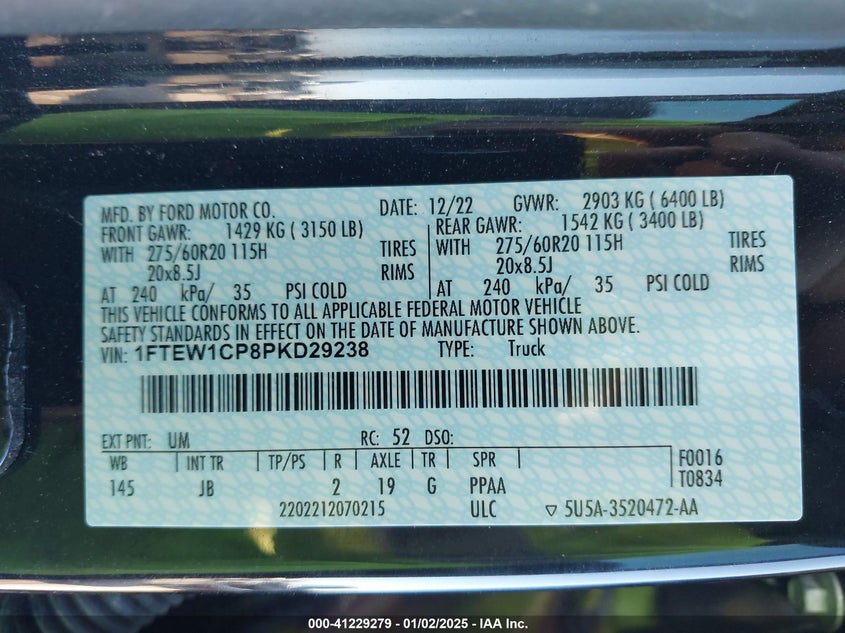 MFD. BY FORD MOTOR CO. DATE: 12/22 GVWR: 2903 KG ( 6400 LB)
FRONT GAWR: 1429 KG ( 3150 LB) REAR GAWR: 1542 KG ( 3400 LB)
WITH 275/60R20 115H TIRES WITH 275/60R20 115H TIRES
20x8.5J RIMS 20x8.5J RIMS
AT 240 kPa/ 35 PSI COLD AT 240 kPa/ 35 PSI COLD
THIS VEHICLE CONFORMS TO ALL APPLICABLE FEDERAL MOTOR VEHICLE
SAFETY STANDARDS IN EFFECT ON THE DATE OF MANUFACTURE SHOWN ABOVE.
VIN: 1FTEW1CP8PKD29238 TYPE: Truck
EXT PNT: UM RC: 52 DSO:
WB INT TR TP/PS R AXLE TR SPR F0016
145 JB 2 19 G PPAA T0834
2202212070215 ULC ▽ 5U5A-3520472-AA
000-41229279 - 01/02/2025 - IAA Inc.